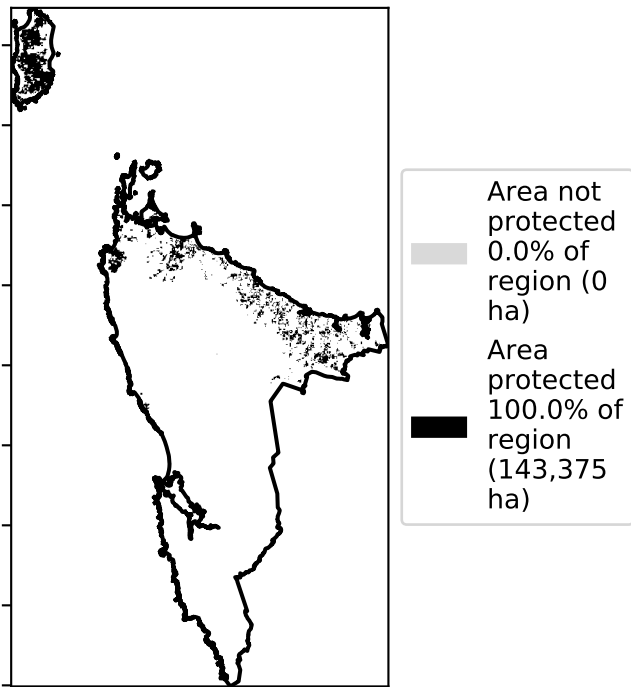 Area not
protected
0.0% of
region (0
ha)
Area
protected
100.0% of
region
(143,375
ha)